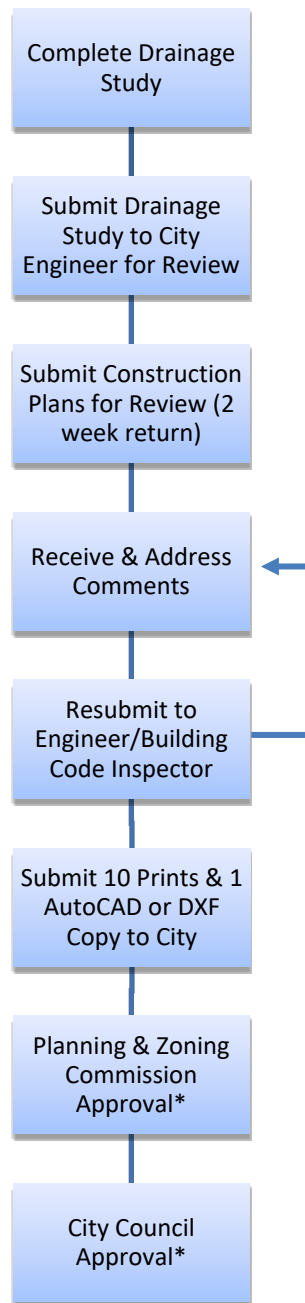 Complete Drainage
Study
Submit Drainage
Study to City
Engineer for Review
Submit Construction
Plans for Review (2
week return)
Receive & Address
Comments
Resubmit to
Engineer/Building
Code Inspector
Submit 10 Prints & 1
AutoCAD or DXF
Copy to City
Planning & Zoning
Commission
Approval*
City Council
Approval*